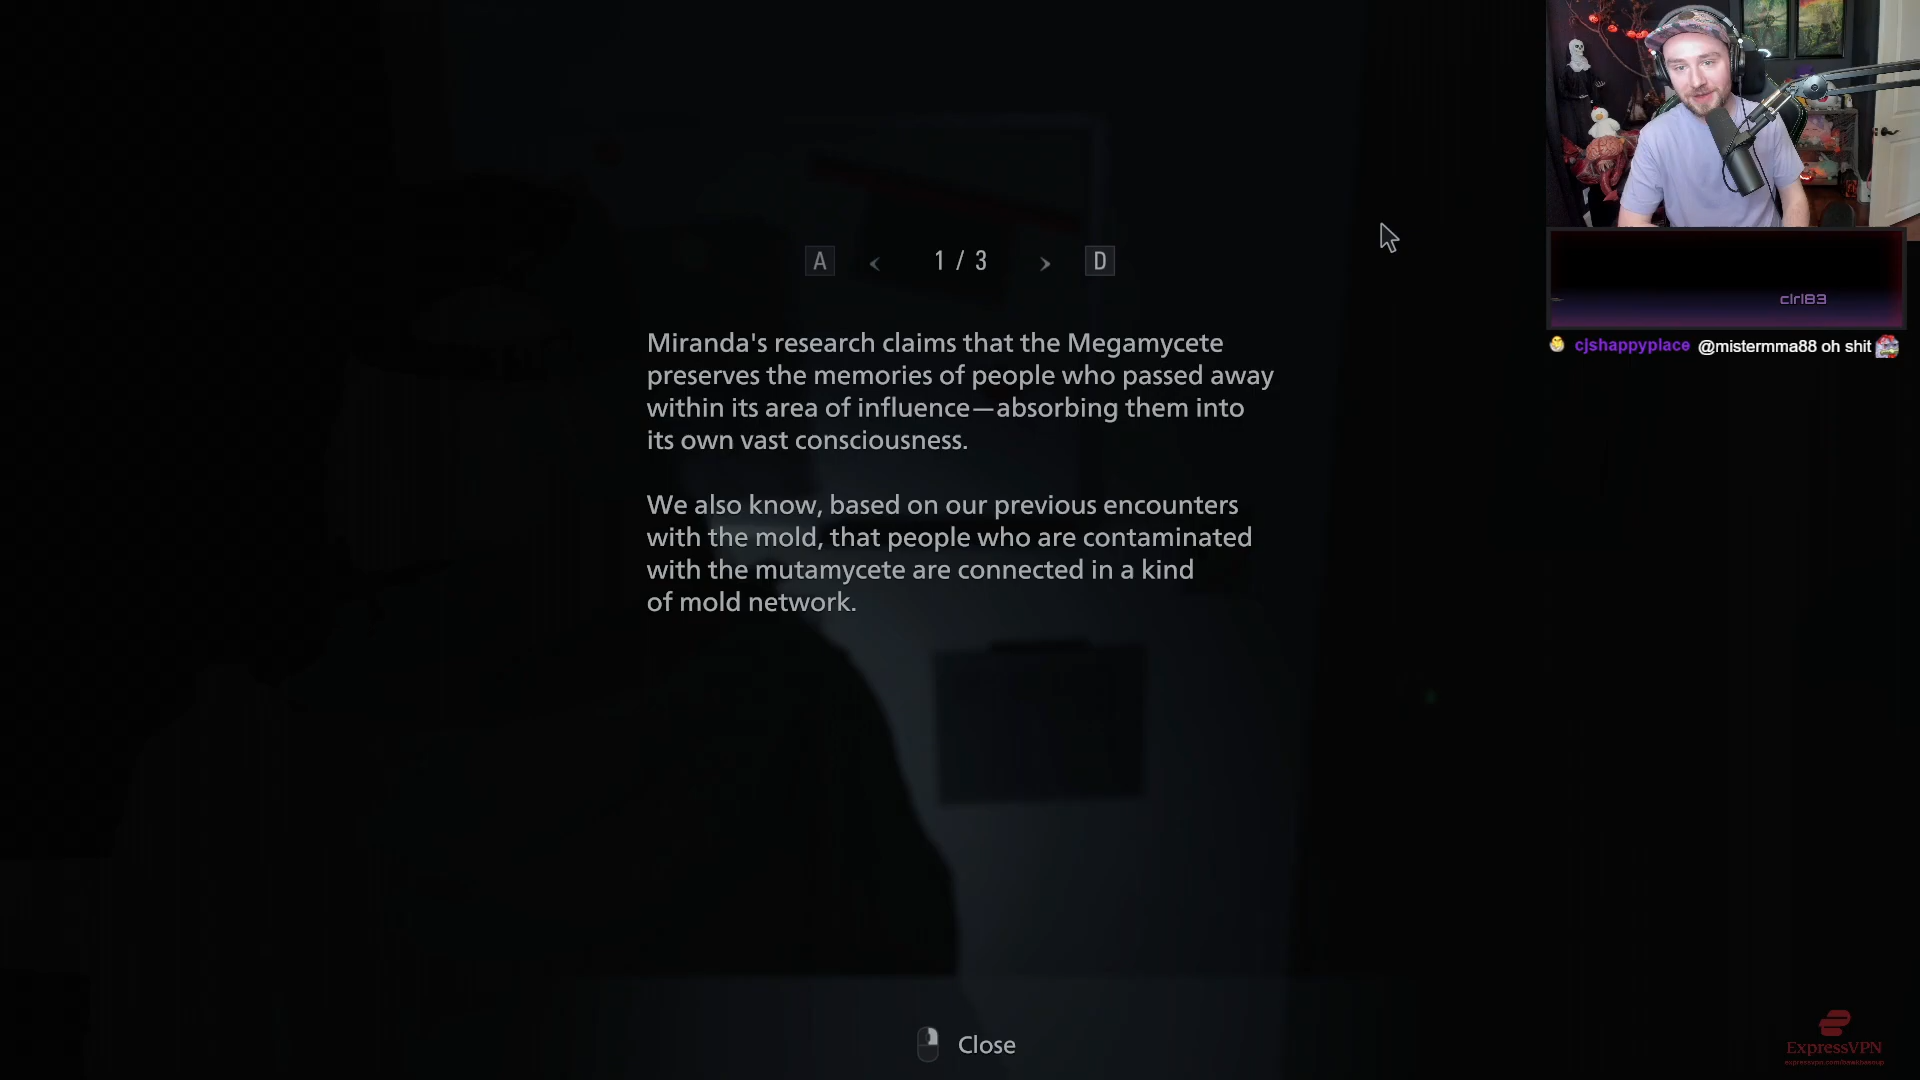 A < 1 / 3 > D
Miranda's research claims that the Megamycete
preserves the memories of people who passed away
within its area of influence—absorbing them into
its own vast consciousness.
We also know, based on our previous encounters
with the mold, that people who are contaminated
with the mutamycete are connected in a kind
of mold network.
Close
clrl83
cjshappyplace @mistermma88 oh shit
ExpressVPN